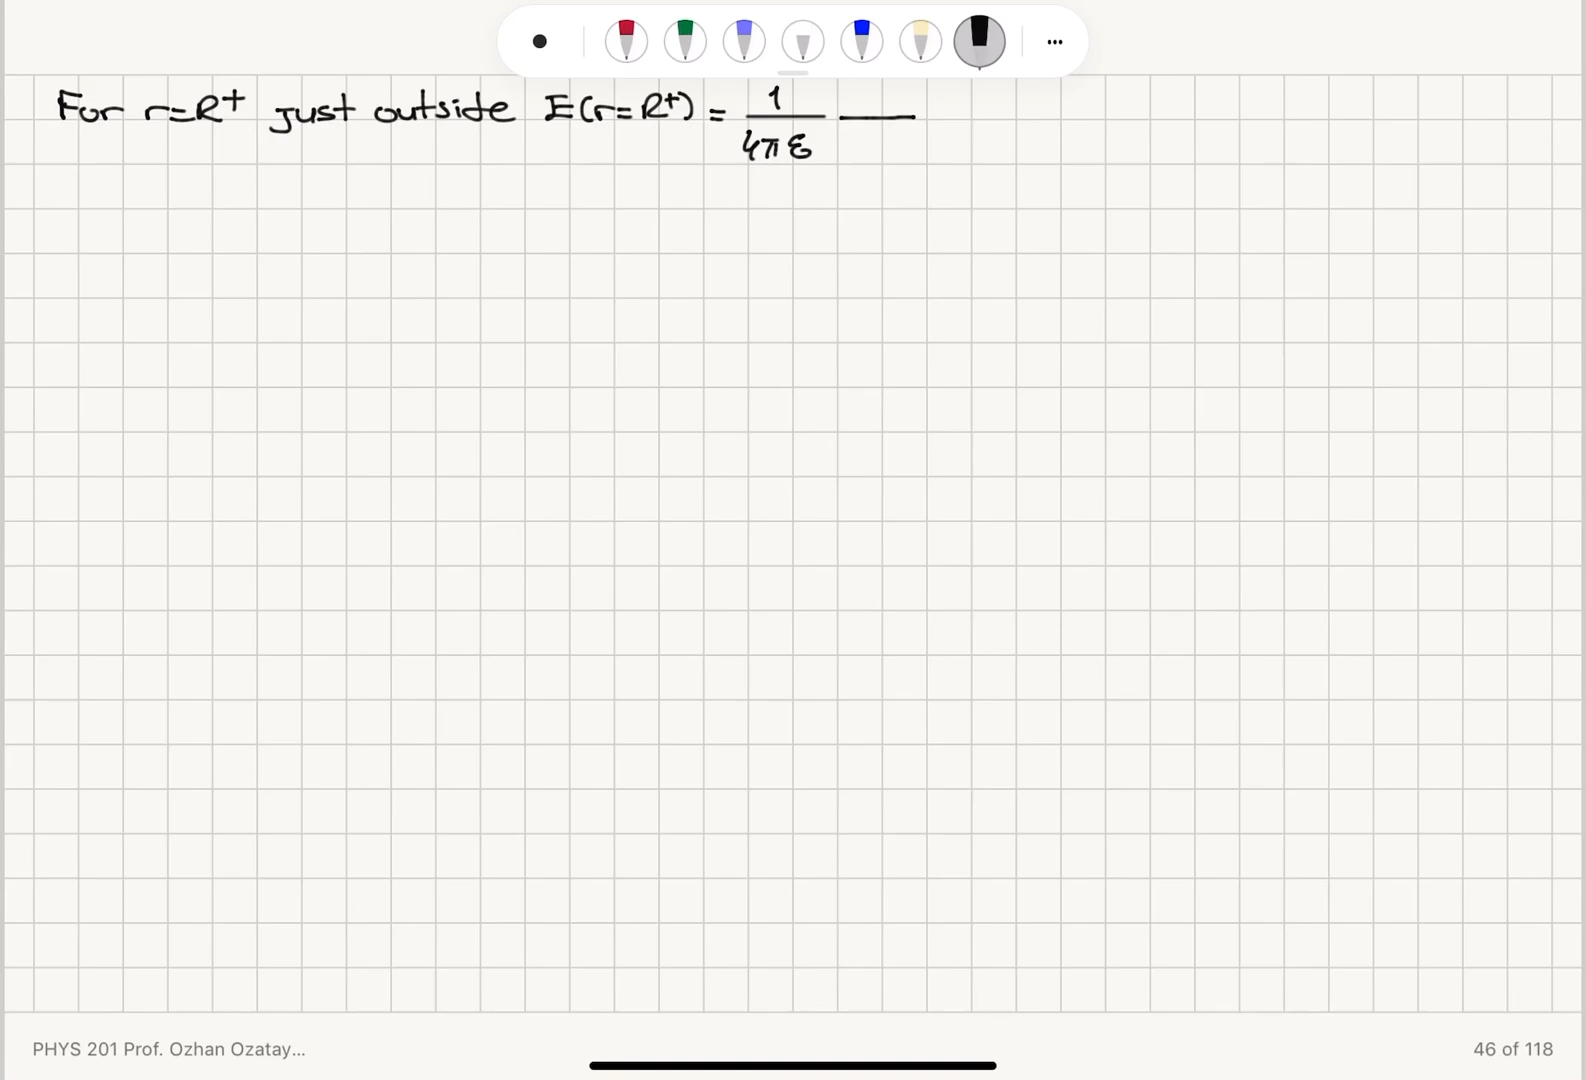 For r=R⁺ just outside E(r=R⁺) = 1/4πε ___
PHYS 201 Prof. Ozhan Ozatay...
46 of 118